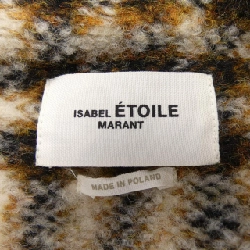 ISABEL ÉTOILE
MARANT
MADE IN POLAND